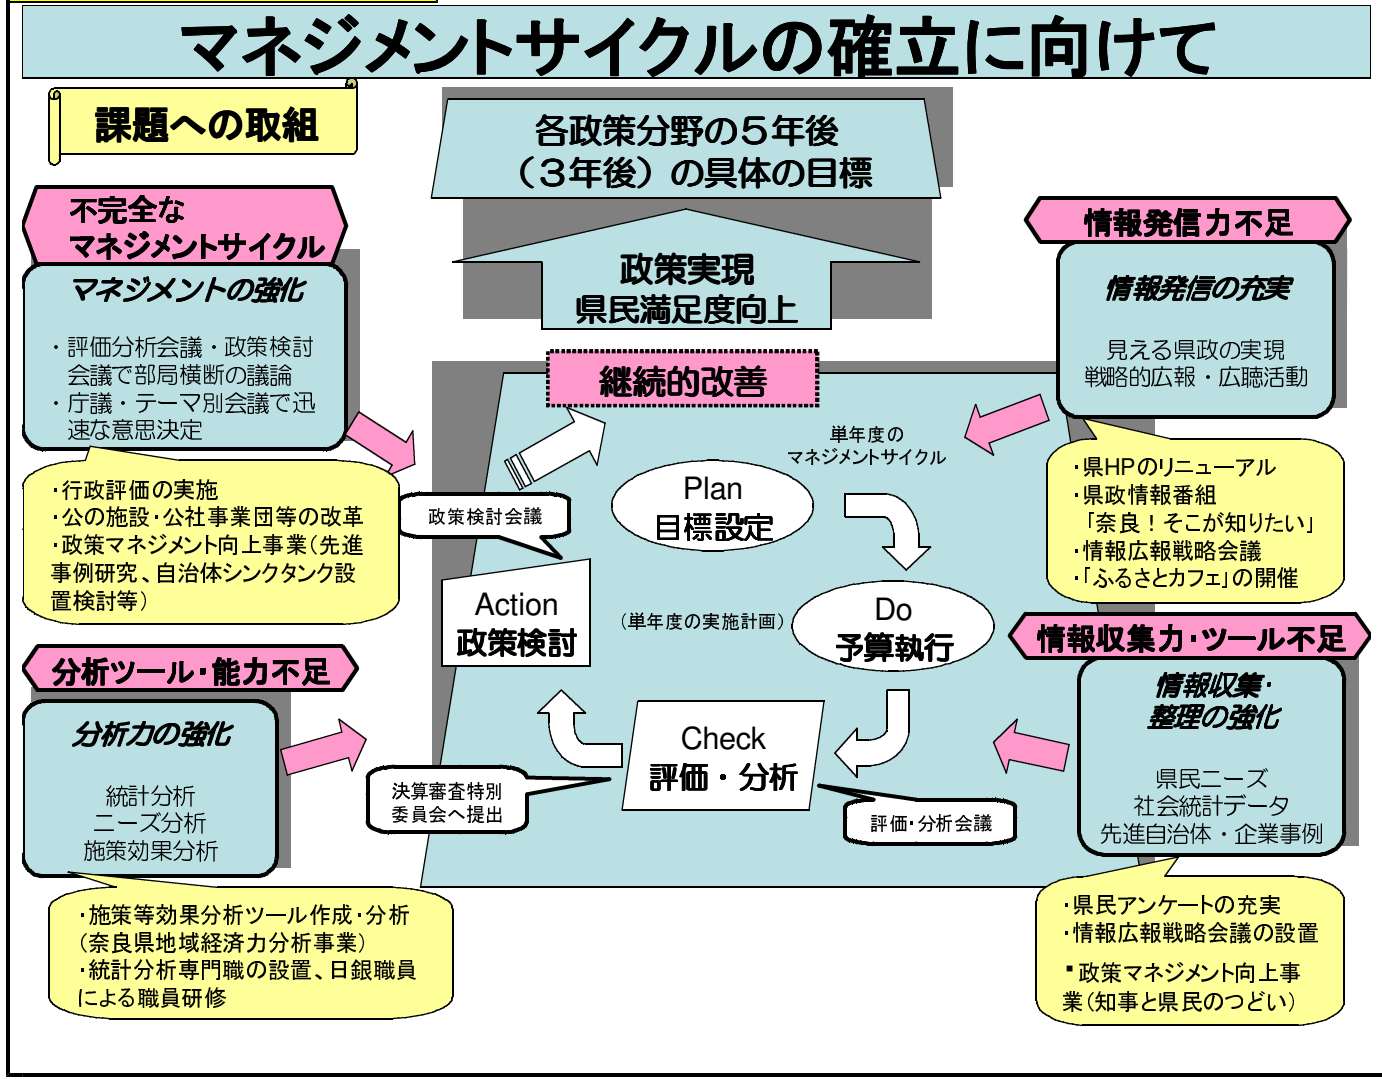 マネジメントサイクルの確立に向けて
課題への取組
各政策分野の5年後
（3年後）の具体の目標
政策実現
県民満足度向上
不完全な
マネジメントサイクル
マネジメントの強化
・評価分析会議・政策検討
会議で部局横断の議論
・庁議・テーマ別会議で迅
速な意思決定
・行政評価の実施
・公の施設・公社事業団等の改革
・政策マネジメント向上事業（先進
事例研究、自治体シンクタンク設
置検討等）
分析ツール・能力不足
分析力の強化
統計分析
ニーズ分析
施策効果分析
・施策等効果分析ツール作成・分析
（奈良県地域経済力分析事業）
・統計分析専門職の設置、日銀職員
による職員研修
継続的改善
単年度の
マネジメントサイクル
Plan
目標設定
政策検討会議
Action
政策検討
（単年度の実施計画）
Do
予算執行
Check
評価・分析
決算審査特別
委員会へ提出
評価・分析会議
情報発信力不足
情報発信の充実
見える県政の実現
戦略的広報・広聴活動
・県HPのリニューアル
・県政情報番組
「奈良！そこが知りたい」
・情報広報戦略会議
・「ふるさとカフェ」の開催
情報収集力・ツール不足
情報収集・
整理の強化
県民ニーズ
社会統計データ
先進自治体・企業事例
・県民アンケートの充実
・情報広報戦略会議の設置
・政策マネジメント向上事
業（知事と県民のつどい）